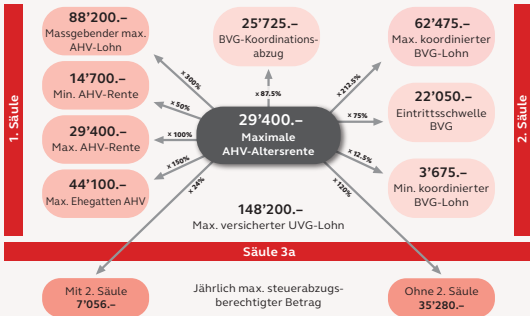 88'200.–
Massgebender max.
AHV-Lohn
25'725.–
BVG-Koordinations-
abzug
62'475.–
Max. koordinierter
BVG-Lohn
14'700.–
Min. AHV-Rente
x 300%
x 50%
x 87.5%
x 212.5%
22'050.–
Eintrittsschwelle
BVG
1. Säule
29'400.–
Max. AHV-Rente
x 100%
29'400.–
Maximale
AHV-Altersrente
x 75%
2. Säule
44'100.–
Max. Ehegatten AHV
x 150%
x 24%
x 12.5%
x 120%
3'675.–
Min. koordinierter
BVG-Lohn
148'200.–
Max. versicherter UVG-Lohn
Säule 3a
Mit 2. Säule
7'056.–
Jährlich max. steuerabzugs-
berechtigter Betrag
Ohne 2. Säule
35'280.–